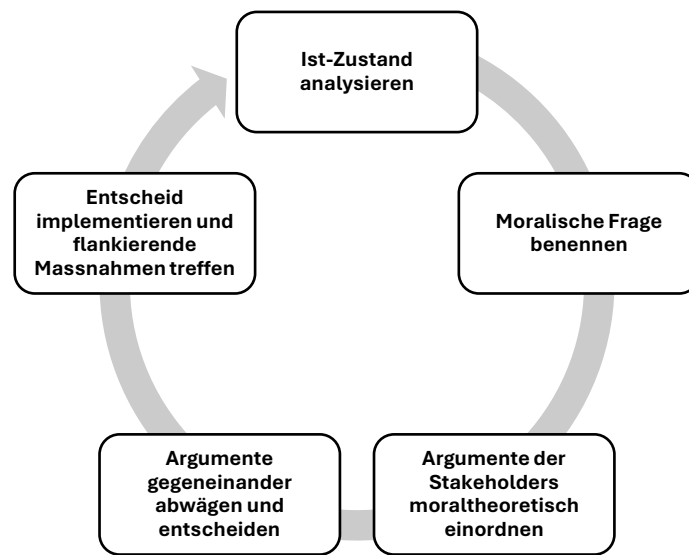 Ist-Zustand
analysieren
Moralische Frage
benennen
Argumente der
Stakeholders
moraltheoretisch
einordnen
Argumente
gegeneinander
abwägen und
entscheiden
Entscheid
implementieren und
flankierende
Massnahmen treffen